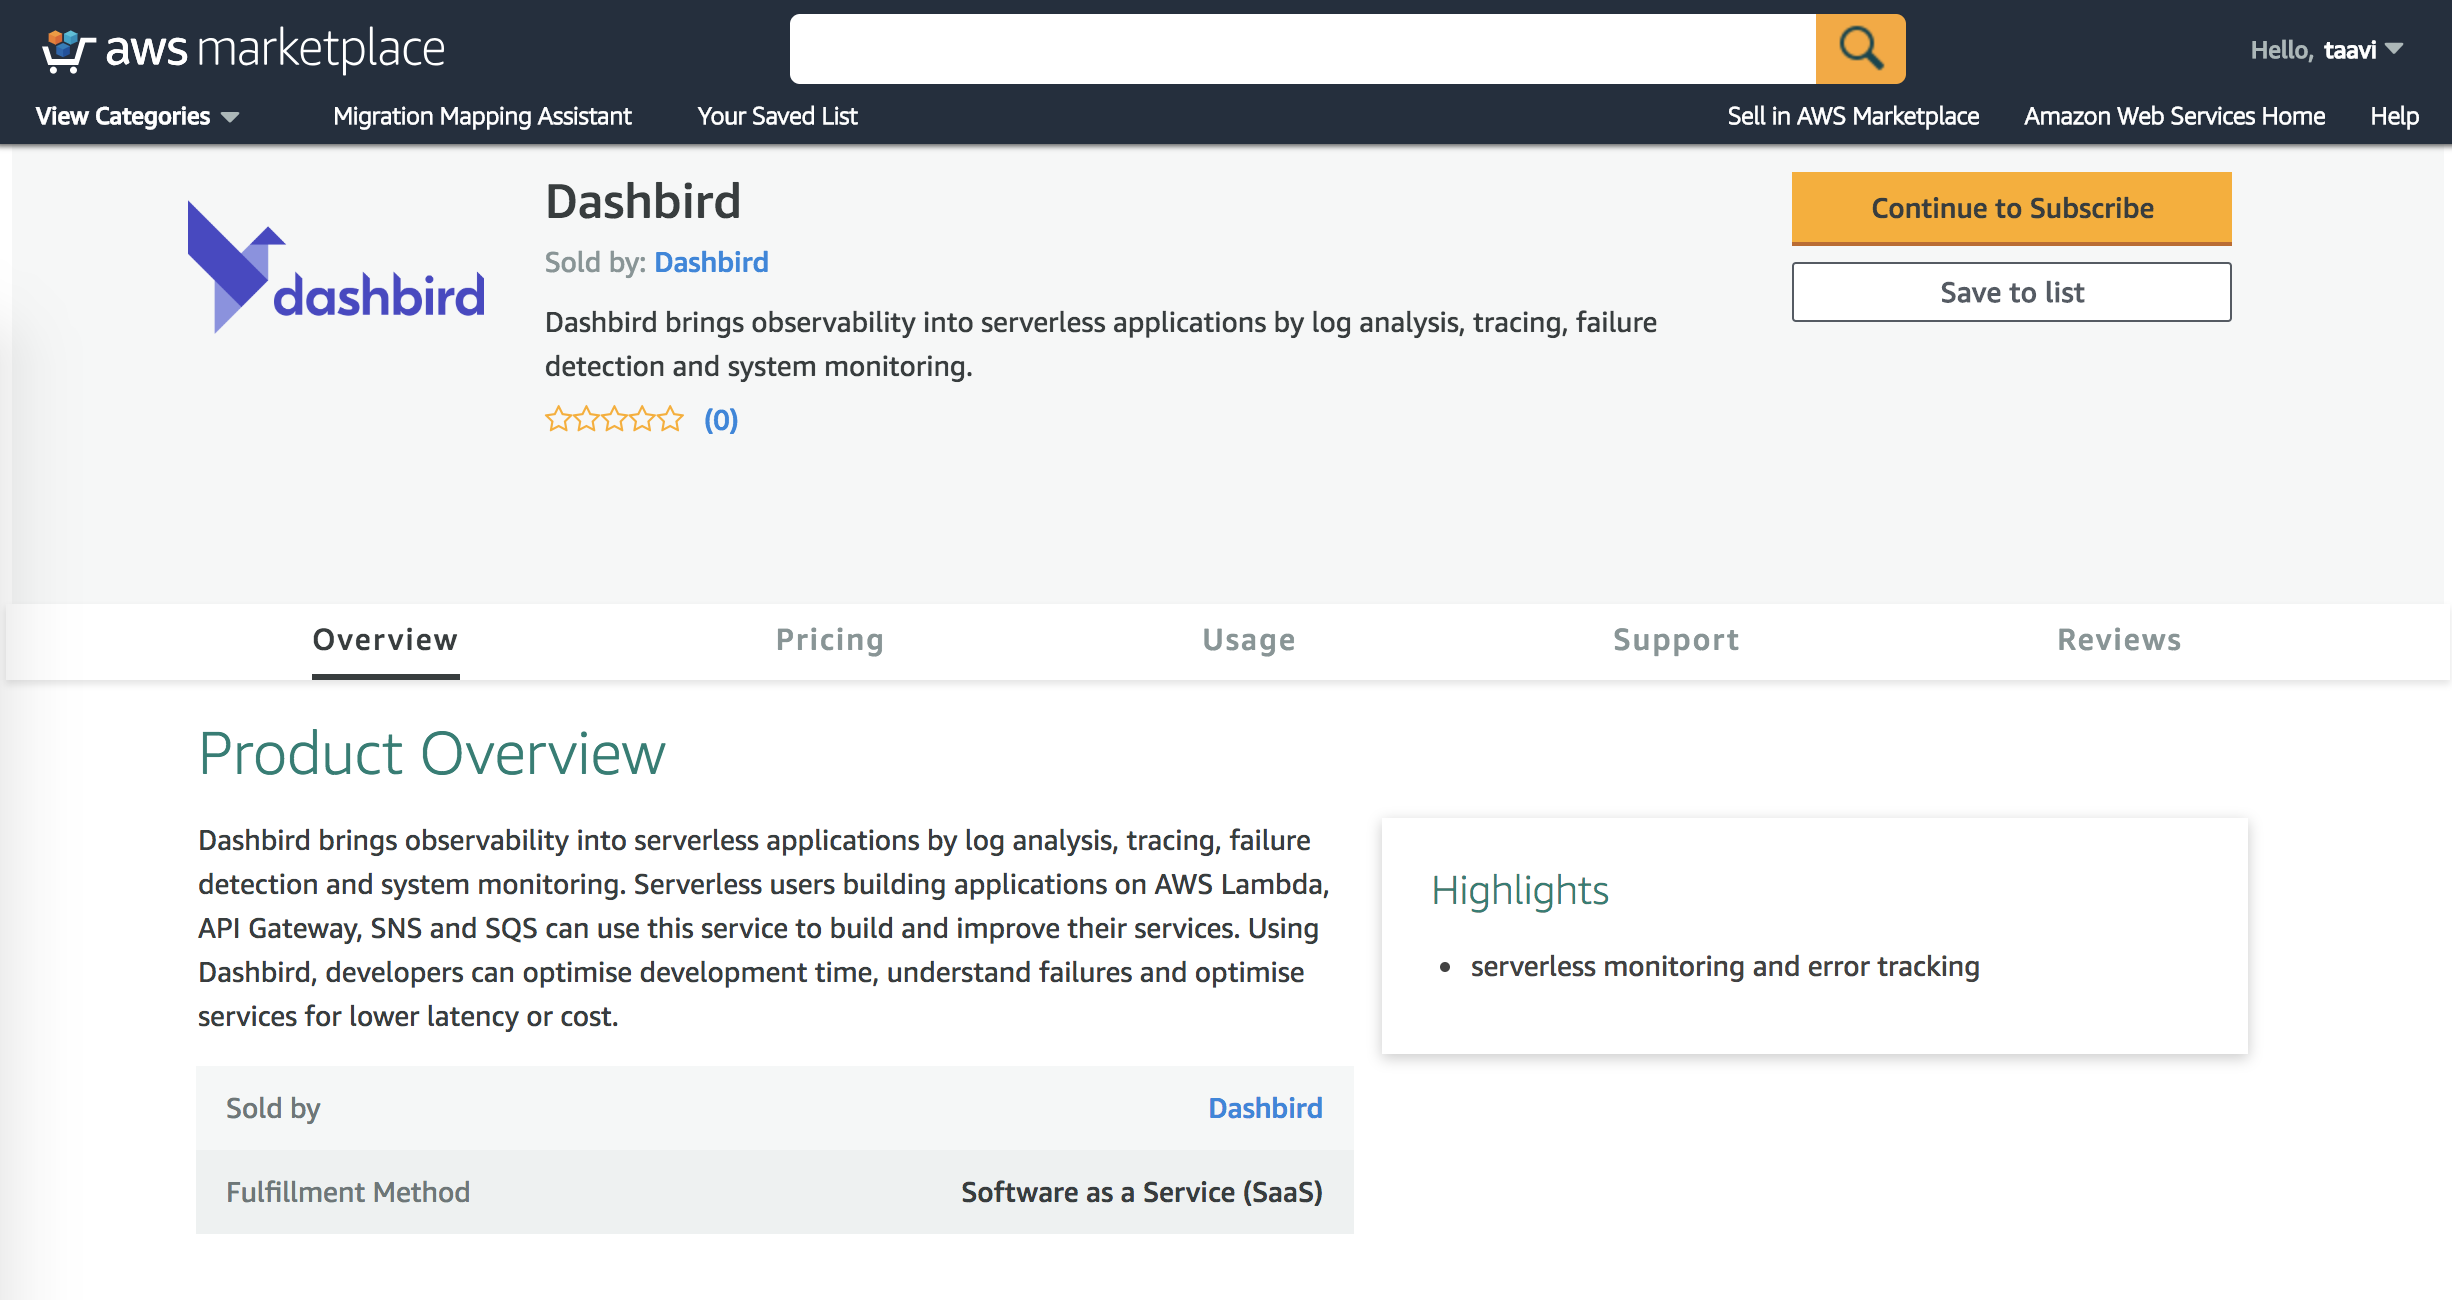 aws marketplace
Hello, taavi
View Categories
Migration Mapping Assistant
Your Saved List
Sell in AWS Marketplace
Amazon Web Services Home
Help
dashbird
Dashbird
Sold by: Dashbird
Dashbird brings observability into serverless applications by log analysis, tracing, failure
detection and system monitoring.
(0)
Continue to Subscribe
Save to list
Overview
Pricing
Usage
Support
Reviews
Product Overview
Dashbird brings observability into serverless applications by log analysis, tracing, failure
detection and system monitoring. Serverless users building applications on AWS Lambda,
API Gateway, SNS and SQS can use this service to build and improve their services. Using
Dashbird, developers can optimise development time, understand failures and optimise
services for lower latency or cost.
Sold by
Dashbird
Fulfillment Method
Software as a Service (SaaS)
Highlights
• serverless monitoring and error tracking